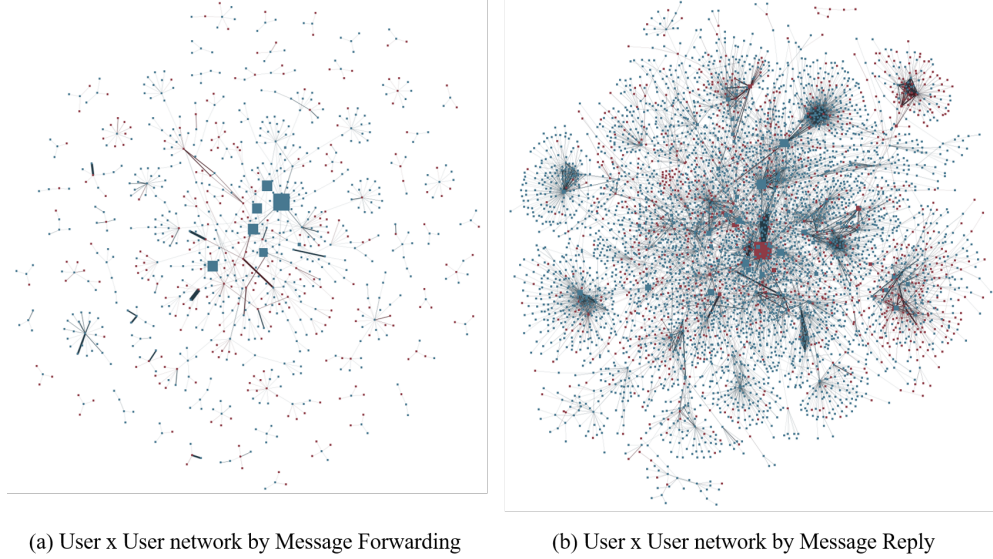 (a) User x User network by Message Forwarding
(b) User x User network by Message Reply